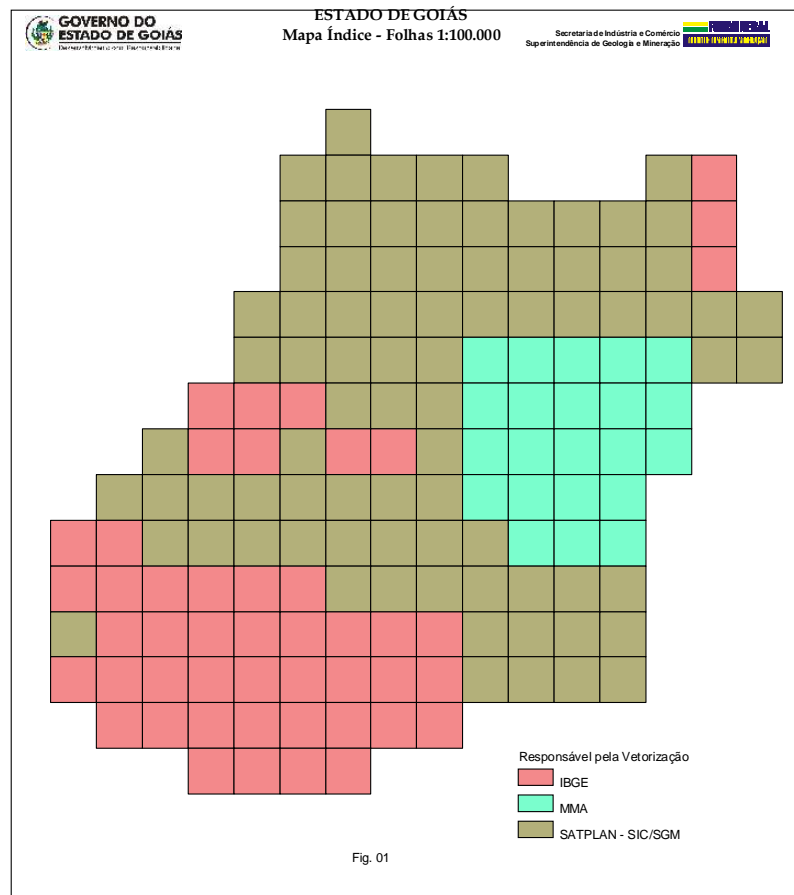 GOVERNO DO
ESTADO DE GOIÁS
ESTADO DE GOIÁS
Mapa Índice - Folhas 1:100.000
Secretaria de Indústria e Comércio
Superintendência de Geologia e Mineração
Responsável pela Vetorização
IBGE
MMA
SATPLAN - SIC/SGM
Fig. 01